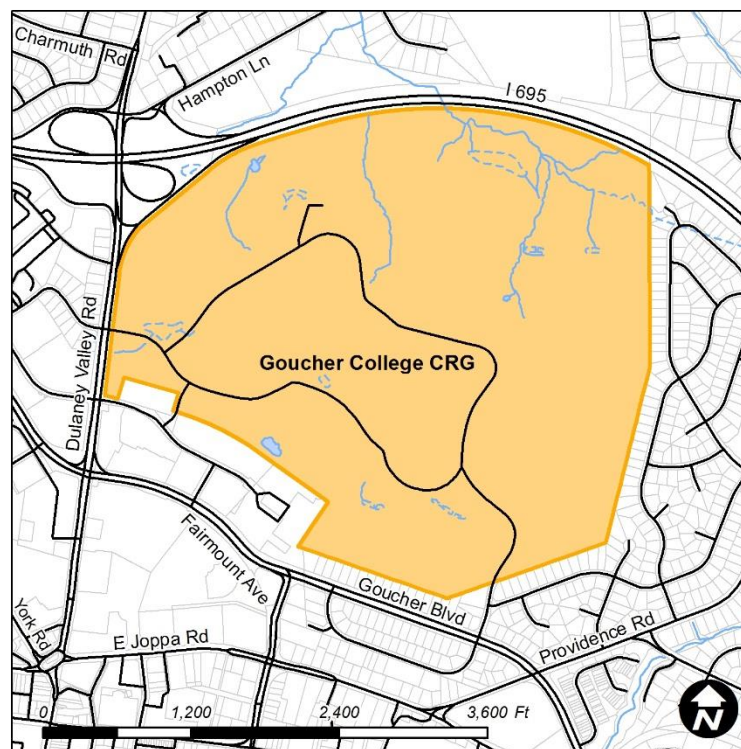 Charmuth Rd
Hampton Ln
I 695
Dulaney Valley Rd
Goucher College CRG
Fairmount Ave
Goucher Blvd
York Rd
E Joppa Rd
Providence Rd
0 1,200 2,400 3,600 Ft
N